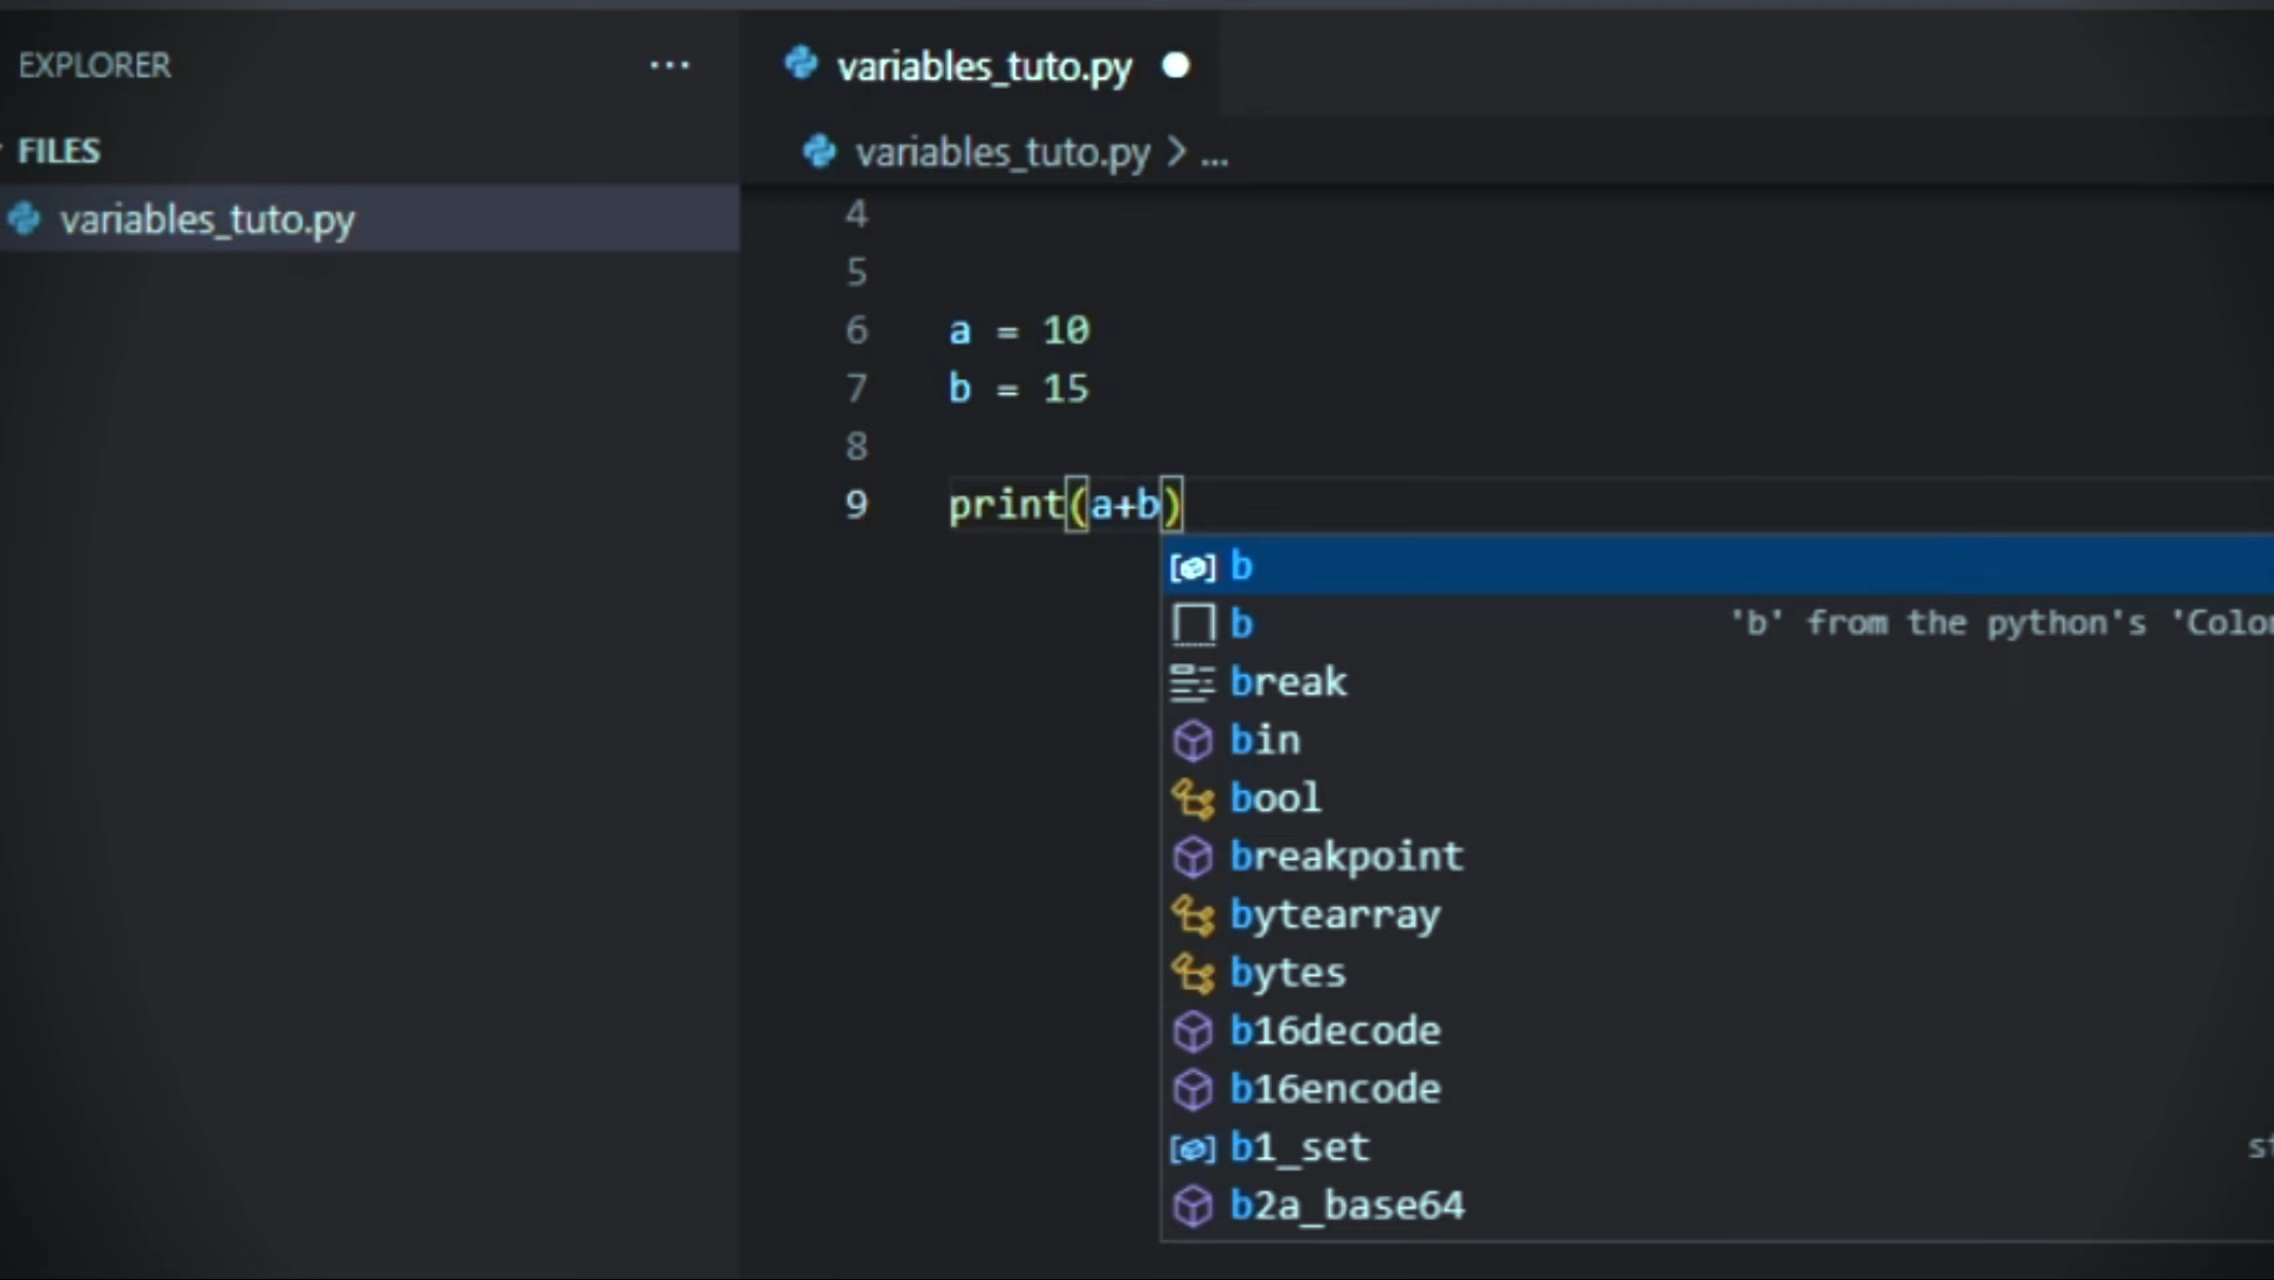 EXPLORER ...
FILES
variables_tuto.py
variables_tuto.py
variables_tuto.py > ...
4
5
6 a = 10
7 b = 15
8
9 print(a+b)
b
b 'b' from the python's
break
bin
bool
breakpoint
bytearray
bytes
b16decode
b16encode
b1_set
b2a_base64